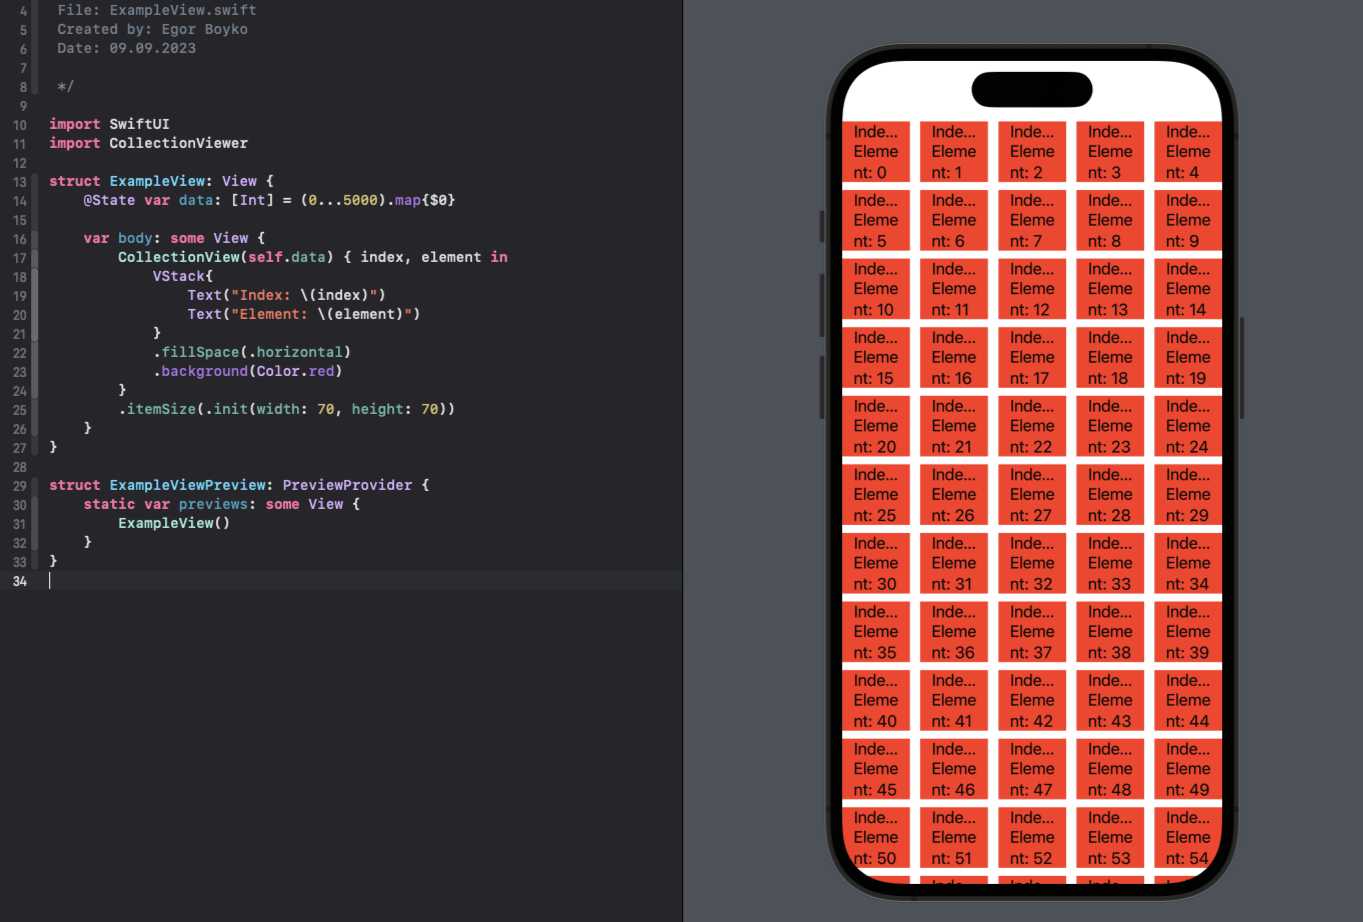 4 File: ExampleView.swift
5 Created by: Egor Boyko
6 Date: 09.09.2023
7
8 */
9
10 import SwiftUI
11 import CollectionViewer
12
13 struct ExampleView: View {
14 @State var data: [Int] = (0...5000).map{$0}
15
16 var body: some View {
17 CollectionView(self.data) { index, element in
18 VStack{
19 Text("Index: \(index)")
20 Text("Element: \(element)")
21 }
22 .fillSpace(.horizontal)
23 .background(Color.red)
24 }
25 .itemSize(.init(width: 70, height: 70))
26 }
27 }
28
29 struct ExampleViewPreview: PreviewProvider {
30 static var previews: some View {
31 ExampleView()
32 }
33 }
34
Inde... Inde... Inde... Inde... Inde...
Eleme Eleme Eleme Eleme Eleme
nt: 0 nt: 1 nt: 2 nt: 3 nt: 4
Inde... Inde... Inde... Inde... Inde...
Eleme Eleme Eleme Eleme Eleme
nt: 5 nt: 6 nt: 7 nt: 8 nt: 9
Inde... Inde... Inde... Inde... Inde...
Eleme Eleme Eleme Eleme Eleme
nt: 10 nt: 11 nt: 12 nt: 13 nt: 14
Inde... Inde... Inde... Inde... Inde...
Eleme Eleme Eleme Eleme Eleme
nt: 15 nt: 16 nt: 17 nt: 18 nt: 19
Inde... Inde... Inde... Inde... Inde...
Eleme Eleme Eleme Eleme Eleme
nt: 20 nt: 21 nt: 22 nt: 23 nt: 24
Inde... Inde... Inde... Inde... Inde...
Eleme Eleme Eleme Eleme Eleme
nt: 25 nt: 26 nt: 27 nt: 28 nt: 29
Inde... Inde... Inde... Inde... Inde...
Eleme Eleme Eleme Eleme Eleme
nt: 30 nt: 31 nt: 32 nt: 33 nt: 34
Inde... Inde... Inde... Inde... Inde...
Eleme Eleme Eleme Eleme Eleme
nt: 35 nt: 36 nt: 37 nt: 38 nt: 39
Inde... Inde... Inde... Inde... Inde...
Eleme Eleme Eleme Eleme Eleme
nt: 40 nt: 41 nt: 42 nt: 43 nt: 44
Inde... Inde... Inde... Inde... Inde...
Eleme Eleme Eleme Eleme Eleme
nt: 45 nt: 46 nt: 47 nt: 48 nt: 49
Inde... Inde... Inde... Inde... Inde...
Eleme Eleme Eleme Eleme Eleme
nt: 50 nt: 51 nt: 52 nt: 53 nt: 54